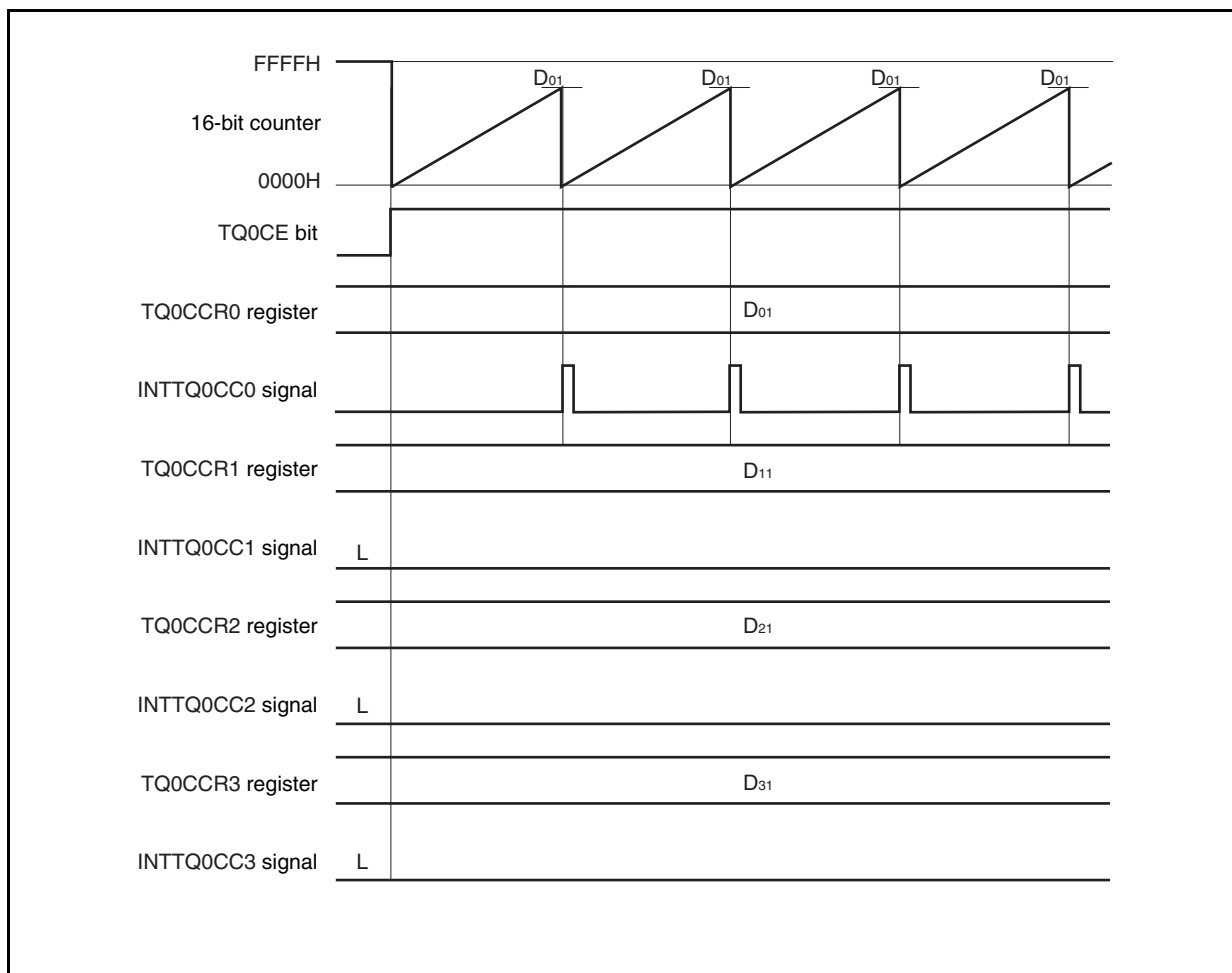 FFFFH
D01 D01 D01 D01
16-bit counter
0000H
TQ0CE bit
TQ0CCR0 register D01
INTTQ0CC0 signal
TQ0CCR1 register D11
INTTQ0CC1 signal L
TQ0CCR2 register D21
INTTQ0CC2 signal L
TQ0CCR3 register D31
INTTQ0CC3 signal L